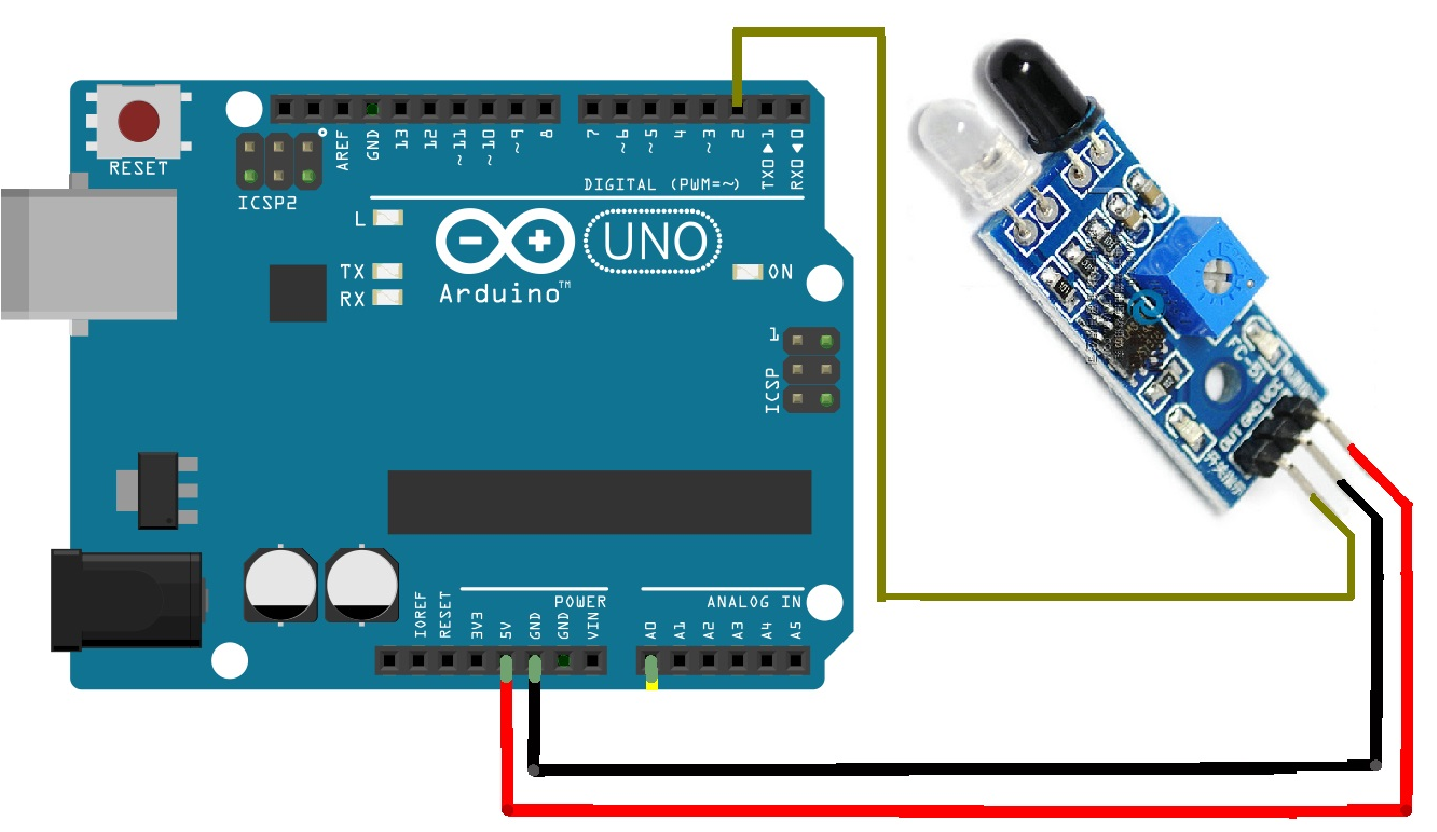 RESET
ICSP2
AREF
GND
13
12
~11
~10
~9
8
7
~6
~5
4
~3
2
TX0▶1
RX0◀0
DIGITAL (PWM=~)
L
TX
RX
UNO
Arduino™
ON
1
ICSP
IOREF
RESET
3V3
5V
GND
GND
VIN
POWER
ANALOG IN
A0
A1
A2
A3
A4
A5
OUT GND VCC